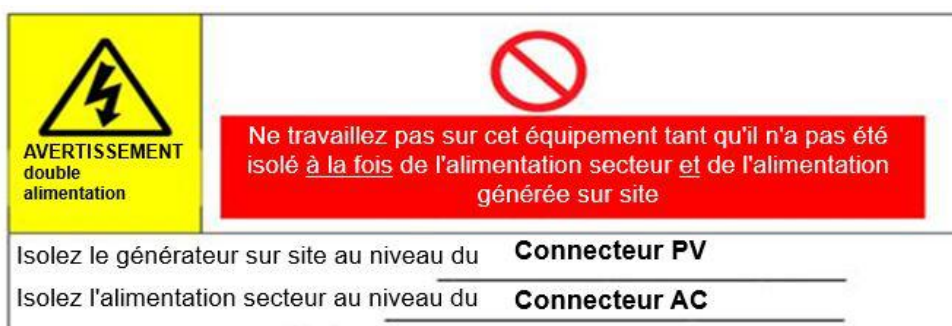 AVERTISSEMENT
double
alimentation
Ne travaillez pas sur cet équipement tant qu'il n'a pas été
isolé à la fois de l'alimentation secteur et de l'alimentation
générée sur site
Isolez le générateur sur site au niveau du Connecteur PV
Isolez l'alimentation secteur au niveau du Connecteur AC